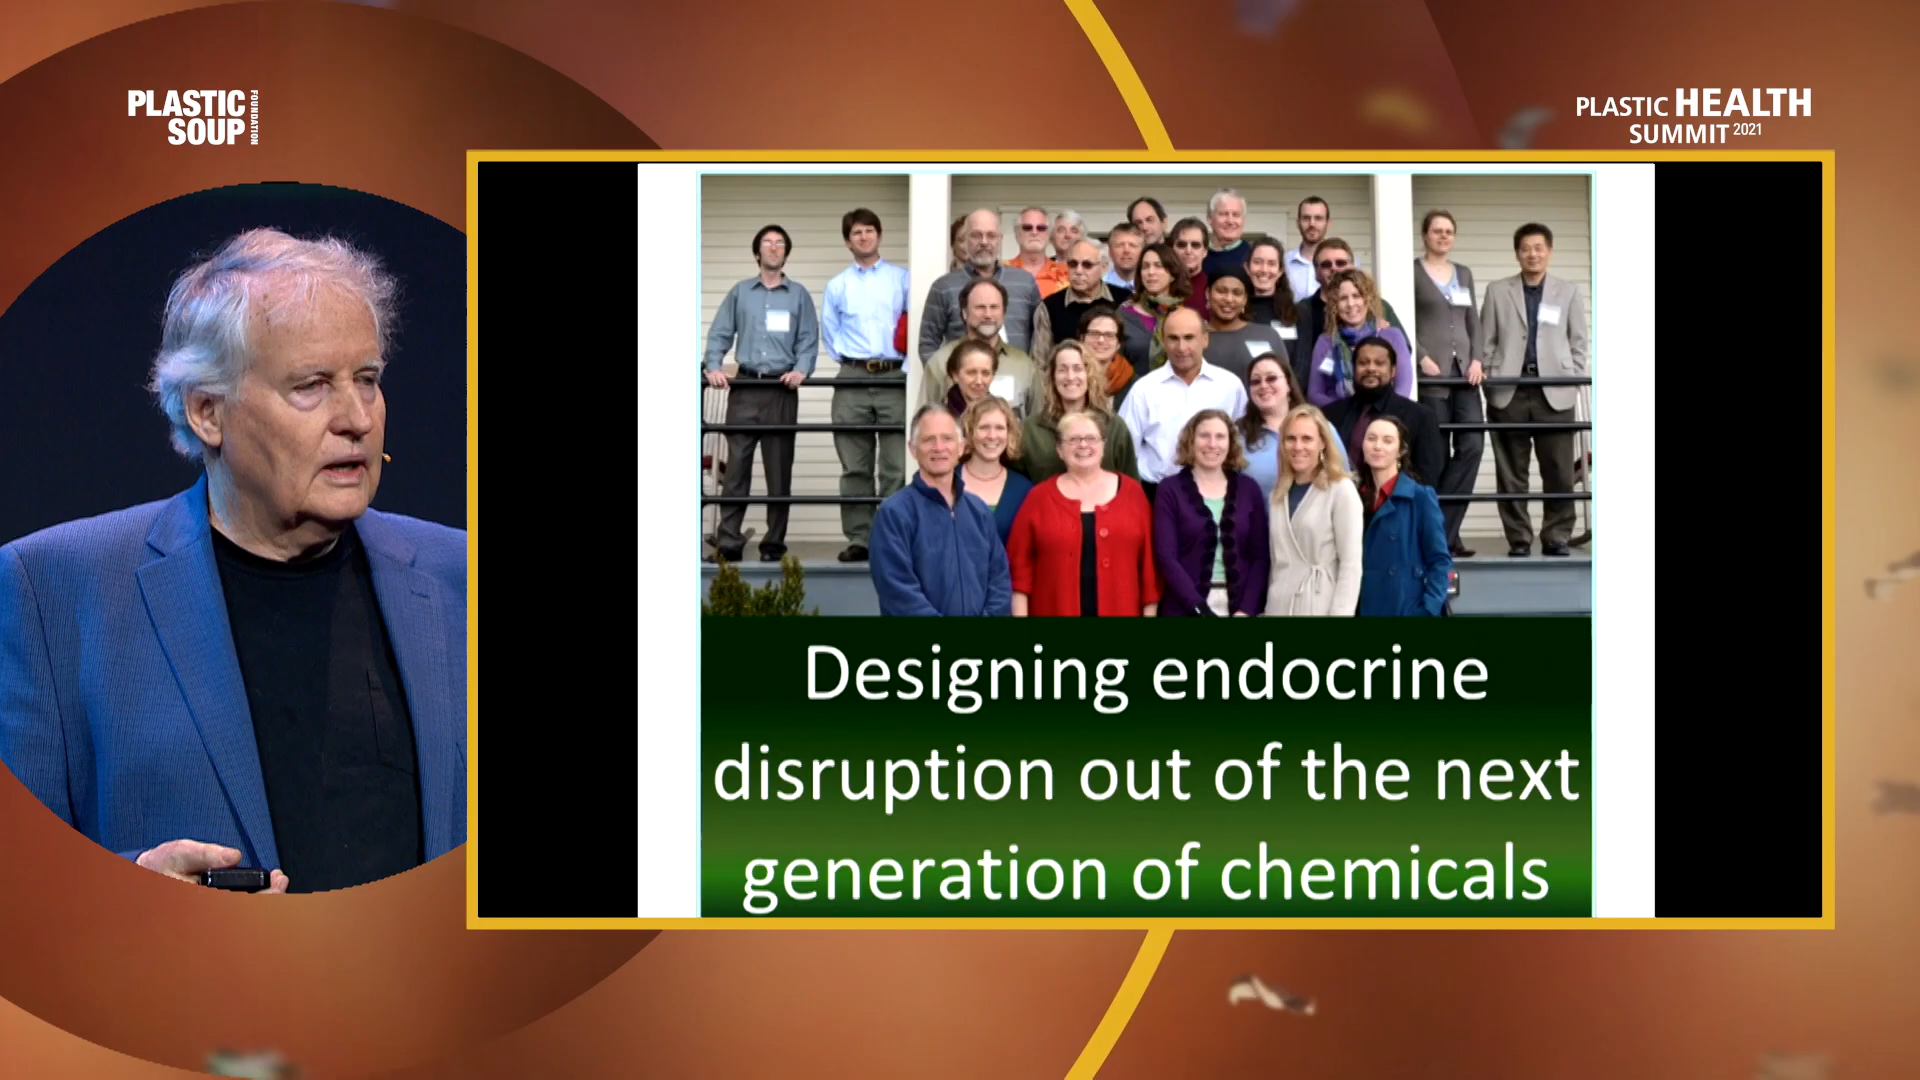 PLASTIC
SOUP
FOUNDATION
PLASTIC HEALTH
SUMMIT 2021
Designing endocrine
disruption out of the next
generation of chemicals